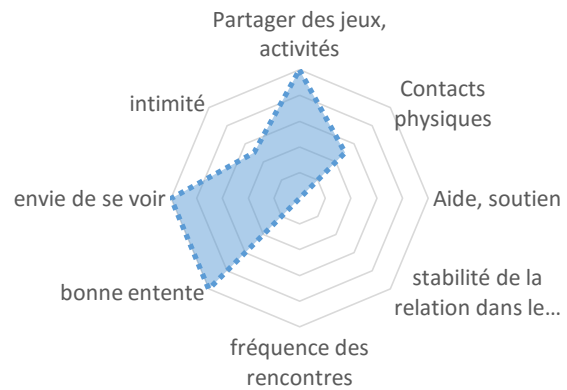 Partager des jeux,
activités
Contacts
physiques
Aide, soutien
stabilité de la
relation dans le…
fréquence des
rencontres
bonne entente
envie de se voir
intimité